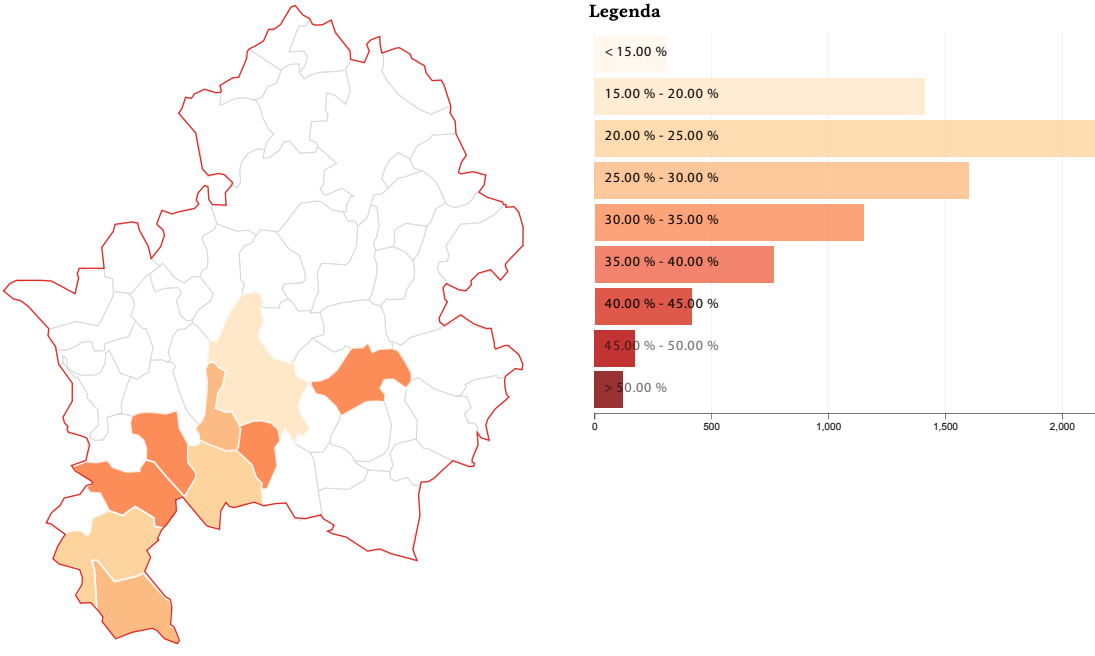 Legenda
< 15.00 %
15.00 % - 20.00 %
20.00 % - 25.00 %
25.00 % - 30.00 %
30.00 % - 35.00 %
35.00 % - 40.00 %
40.00 % - 45.00 %
45.00 % - 50.00 %
> 50.00 %
0 500 1,000 1,500 2,000